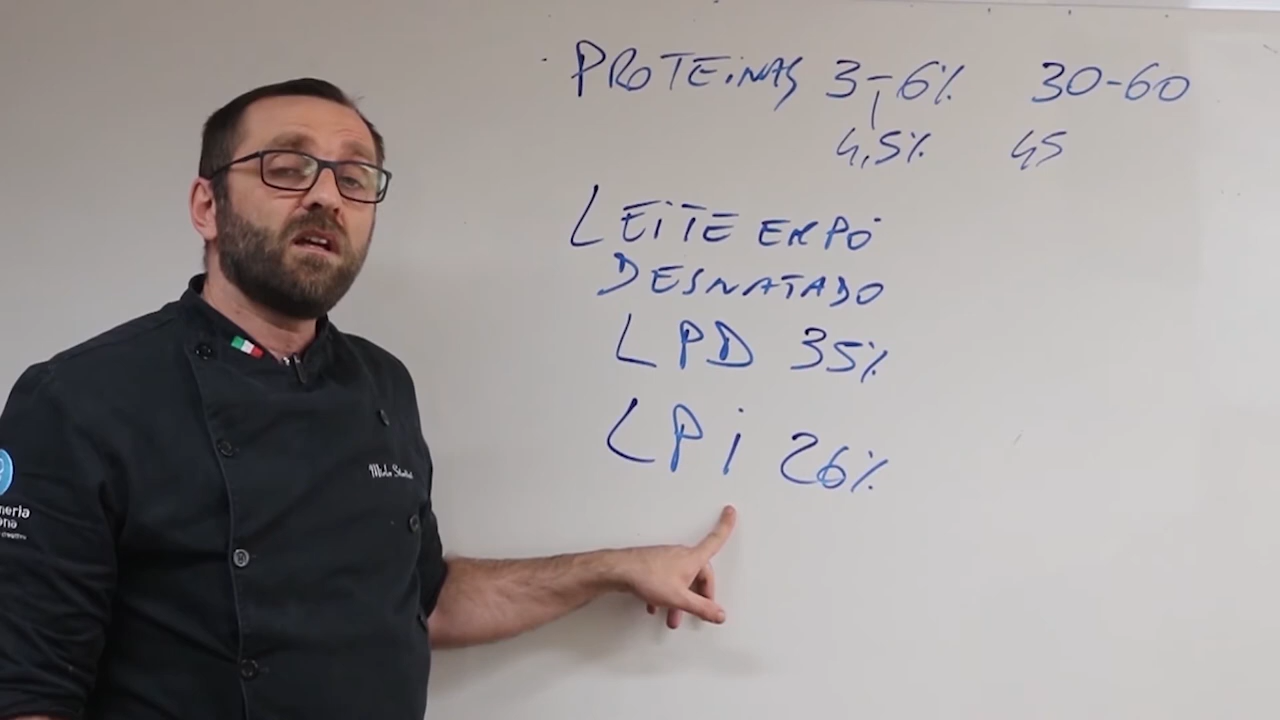 PROTEiNAS 3-6% 30-60
4,5% 45
LEiTE EM PÓ
DESNATADO
LPD 35%
LPi 26%